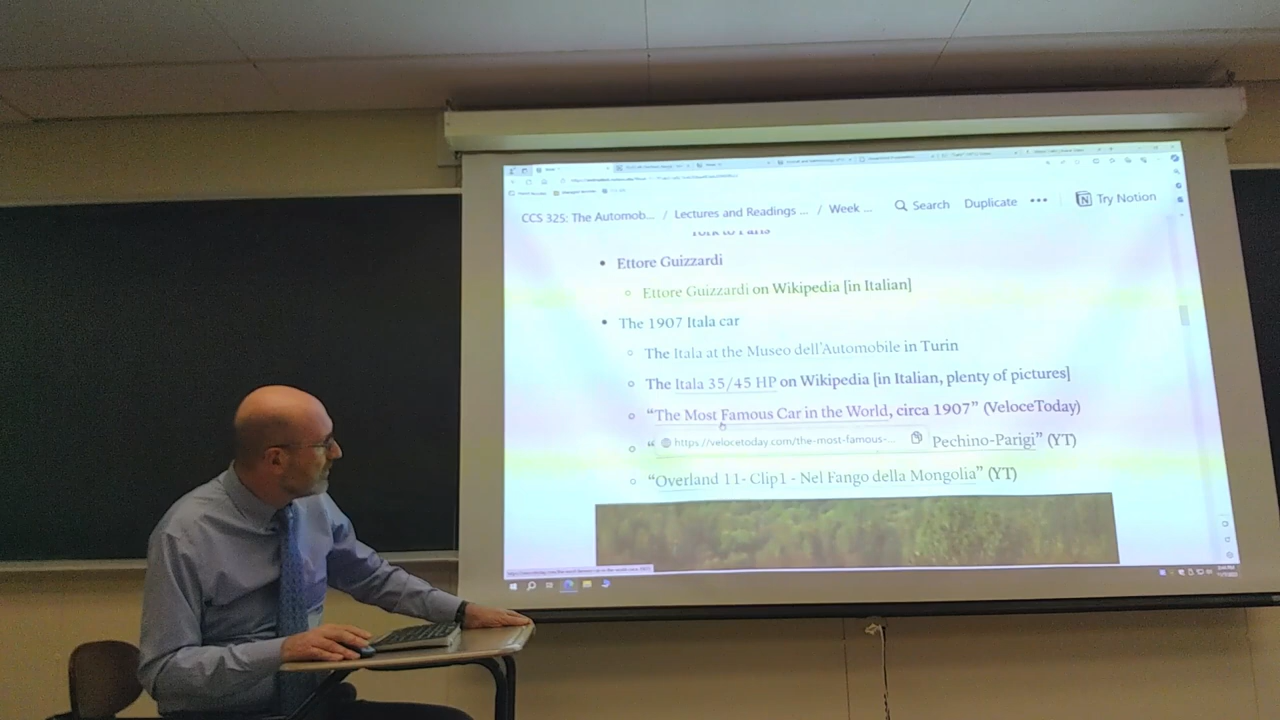 CCS 325: The Automob... / Lectures and Readings ... / Week ... Search Duplicate ••• Try Notion
• Ettore Guizzardi
◦ Ettore Guizzardi on Wikipedia [in Italian]
• The 1907 Itala car
◦ The Itala at the Museo dell'Automobile in Turin
◦ The Itala 35/45 HP on Wikipedia [in Italian, plenty of pictures]
◦ “The Most Famous Car in the World, circa 1907” (VeloceToday)
◦ “ https://velocetoday.com/the-most-famous-... Pechino-Parigi” (YT)
◦ “Overland 11- Clip1 - Nel Fango della Mongolia” (YT)